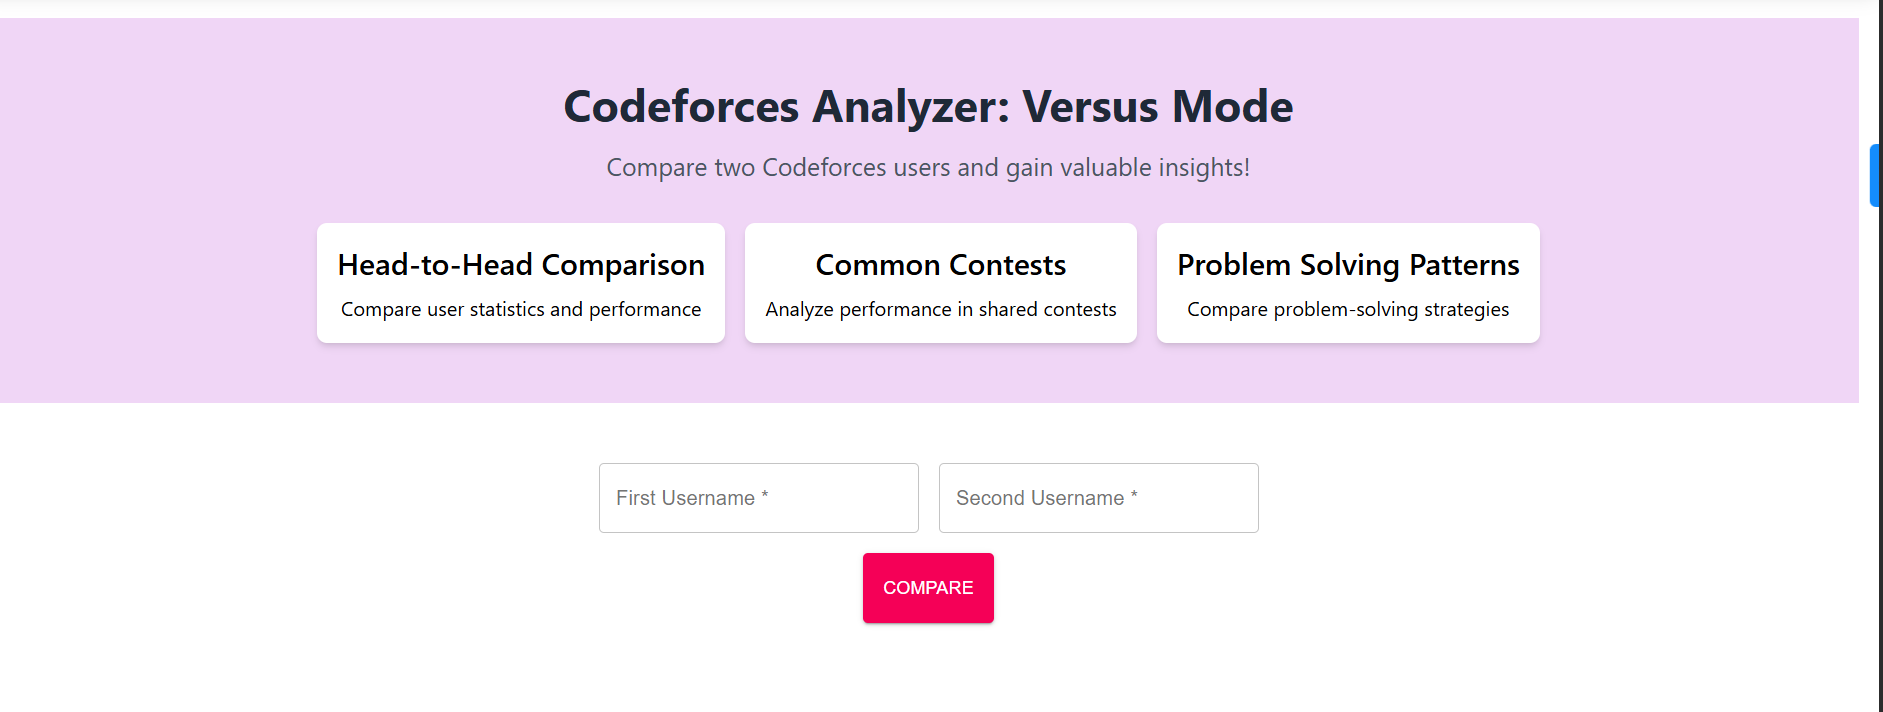 Codeforces Analyzer: Versus Mode
Compare two Codeforces users and gain valuable insights!
Head-to-Head Comparison
Compare user statistics and performance
Common Contests
Analyze performance in shared contests
Problem Solving Patterns
Compare problem-solving strategies
First Username *
Second Username *
COMPARE